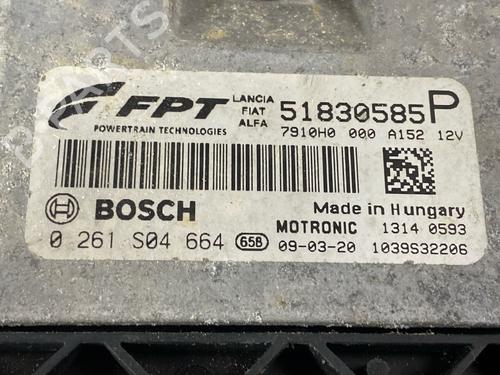 FPT
POWERTRAIN TECHNOLOGIES
LANCIA
FIAT
ALFA
51830585P
7910H0 000 A152 12V
BOSCH
Made in Hungary
0 261 S04 664 65B
MOTRONIC 1314 0593
09-03-20 1039S32206